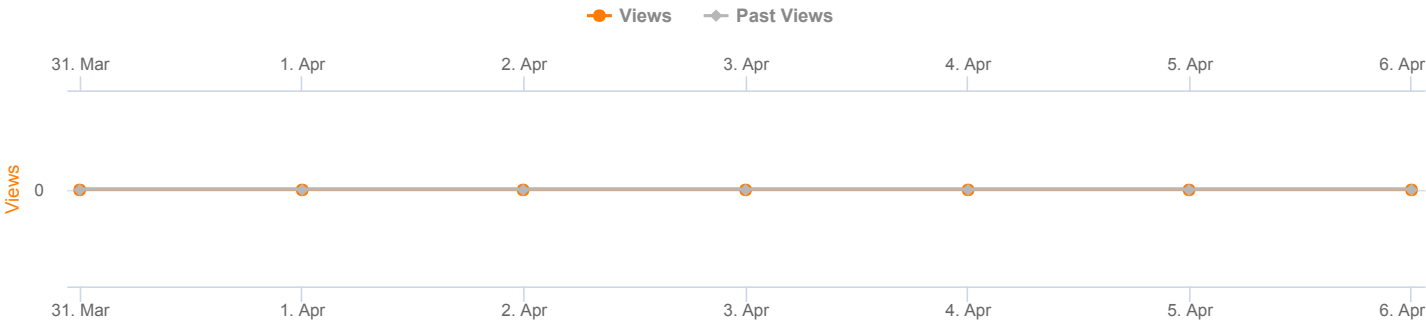 Views Past Views
31. Mar 1. Apr 2. Apr 3. Apr 4. Apr 5. Apr 6. Apr
Views
0
31. Mar 1. Apr 2. Apr 3. Apr 4. Apr 5. Apr 6. Apr